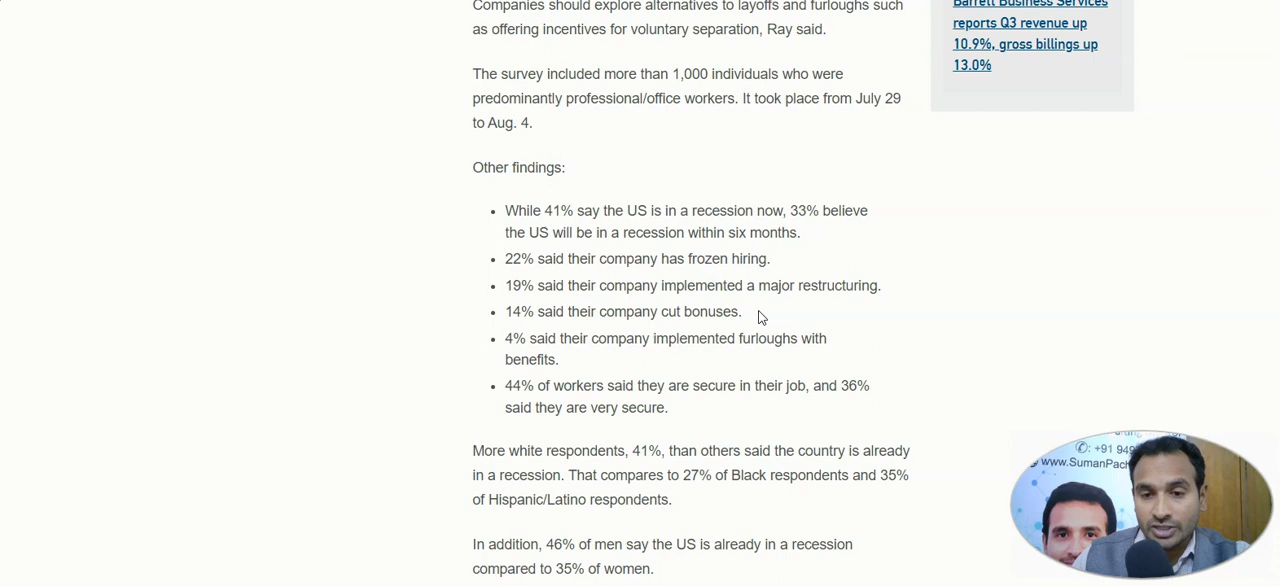 Companies should explore alternatives to layoffs and furloughs such
as offering incentives for voluntary separation, Ray said.
The survey included more than 1,000 individuals who were
predominantly professional/office workers. It took place from July 29
to Aug. 4.
Other findings:
• While 41% say the US is in a recession now, 33% believe
the US will be in a recession within six months.
• 22% said their company has frozen hiring.
• 19% said their company implemented a major restructuring.
• 14% said their company cut bonuses.
• 4% said their company implemented furloughs with
benefits.
• 44% of workers said they are secure in their job, and 36%
said they are very secure.
More white respondents, 41%, than others said the country is already
in a recession. That compares to 27% of Black respondents and 35%
of Hispanic/Latino respondents.
In addition, 46% of men say the US is already in a recession
compared to 35% of women.
Barrett Business Services
reports Q3 revenue up
10.9%, gross billings up
13.0%
✆: +91 949
www.SumanPach